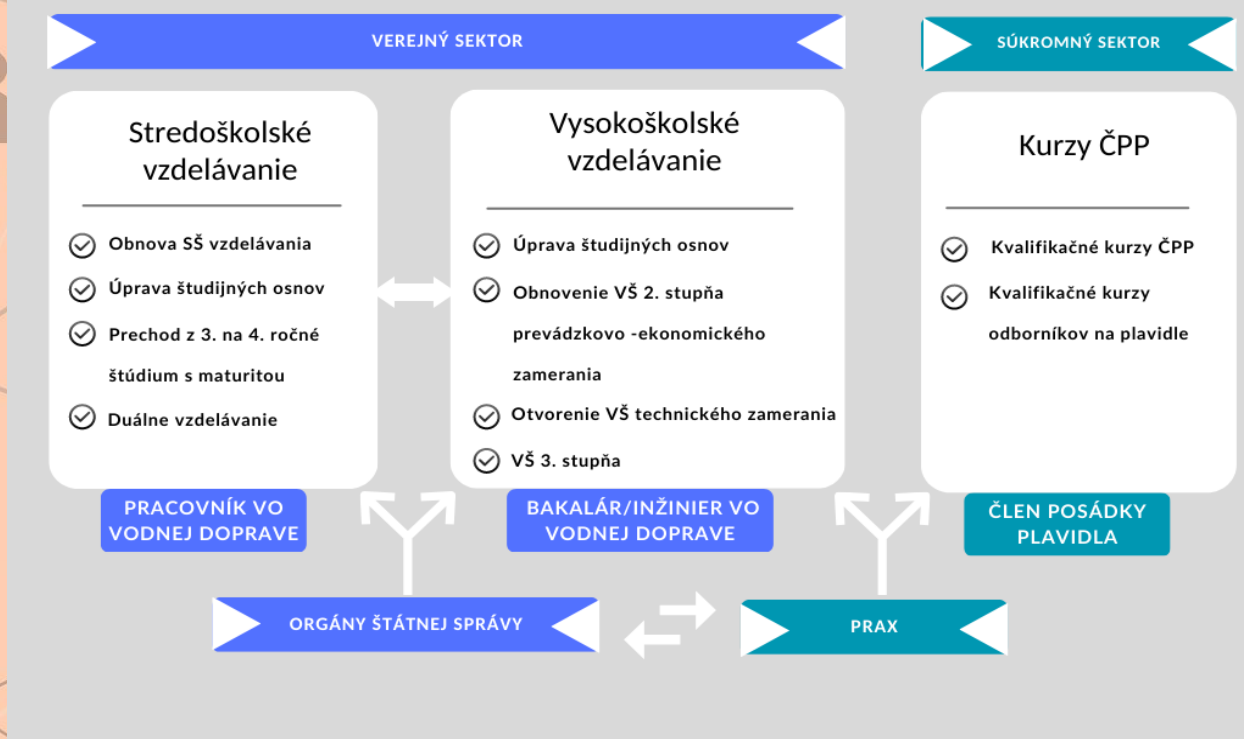 VEREJNÝ SEKTOR
SÚKROMNÝ SEKTOR
Stredoškolské
vzdelávanie
Obnova SŠ vzdelávania
Úprava študijných osnov
Prechod z 3. na 4. ročné
štúdium s maturitou
Duálne vzdelávanie
PRACOVNÍK VO
VODNEJ DOPRAVE
Vysokoškolské
vzdelávanie
Úprava študijných osnov
Obnovenie VŠ 2. stupňa
prevádzkovo -ekonomického
zamerania
Otvorenie VŠ technického zamerania
VŠ 3. stupňa
BAKALÁR/INŽINIER VO
VODNEJ DOPRAVE
Kurzy ČPP
Kvalifikačné kurzy ČPP
Kvalifikačné kurzy
odborníkov na plavidle
ČLEN POSÁDKY
PLAVIDLA
ORGÁNY ŠTÁTNEJ SPRÁVY
PRAX